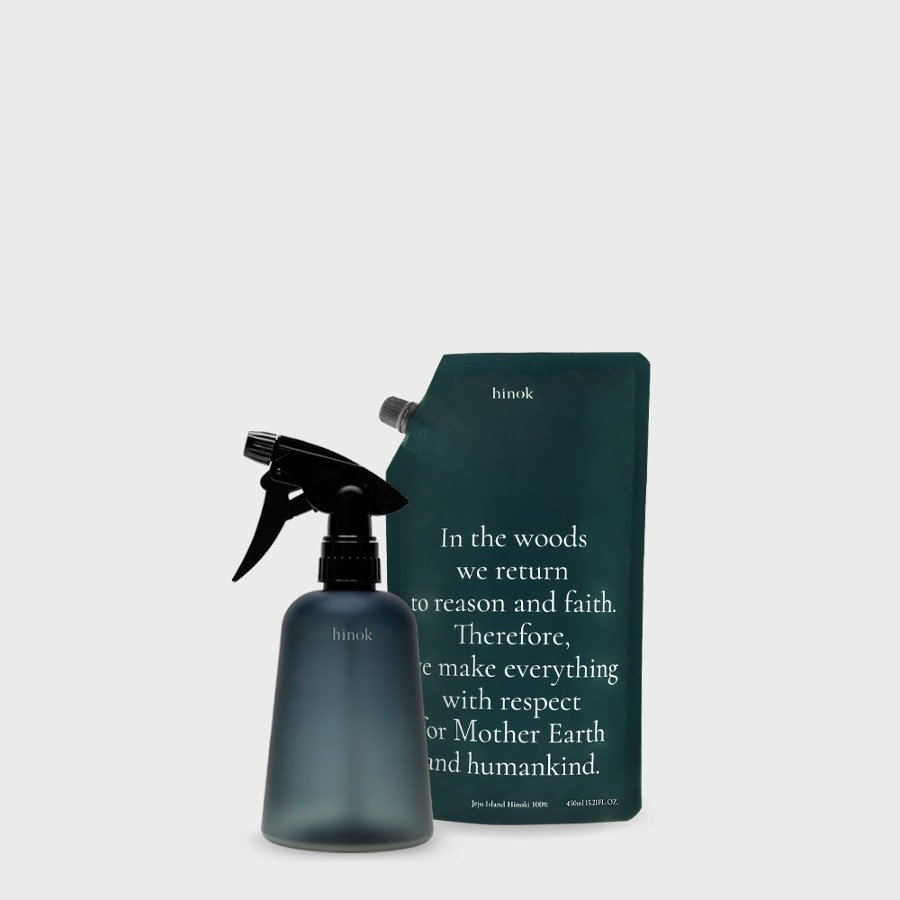 hinok
In the woods
we return
to reason and faith.
Therefore,
we make everything
with respect
for Mother Earth
and humankind.
Jeju Island Hinoki 100% 450ml 15.21FL. OZ.
hinok